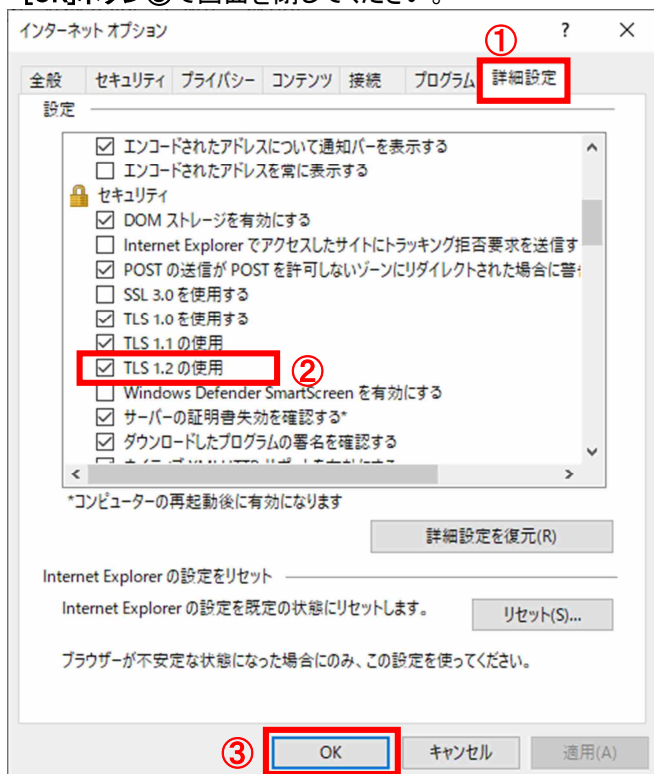 インターネット オプション
①
? ×
全般 セキュリティ プライバシー コンテンツ 接続 プログラム 詳細設定
設定
エンコードされたアドレスについて通知バーを表示する
エンコードされたアドレスを常に表示する
セキュリティ
DOM ストレージを有効にする
Internet Explorer でアクセスしたサイトにトラッキング拒否要求を送信す
POST の送信が POST を許可しないゾーンにリダイレクトされた場合に警
SSL 3.0 を使用する
TLS 1.0 を使用する
TLS 1.1 の使用
TLS 1.2 の使用 ②
Windows Defender SmartScreen を有効にする
サーバーの証明書失効を確認する*
ダウンロードしたプログラムの署名を確認する
*コンピューターの再起動後に有効になります
詳細設定を復元(R)
Internet Explorer の設定をリセット
Internet Explorer の設定を既定の状態にリセットします。
リセット(S)...
ブラウザーが不安定な状態になった場合にのみ、この設定を使ってください。
③ OK キャンセル 適用(A)